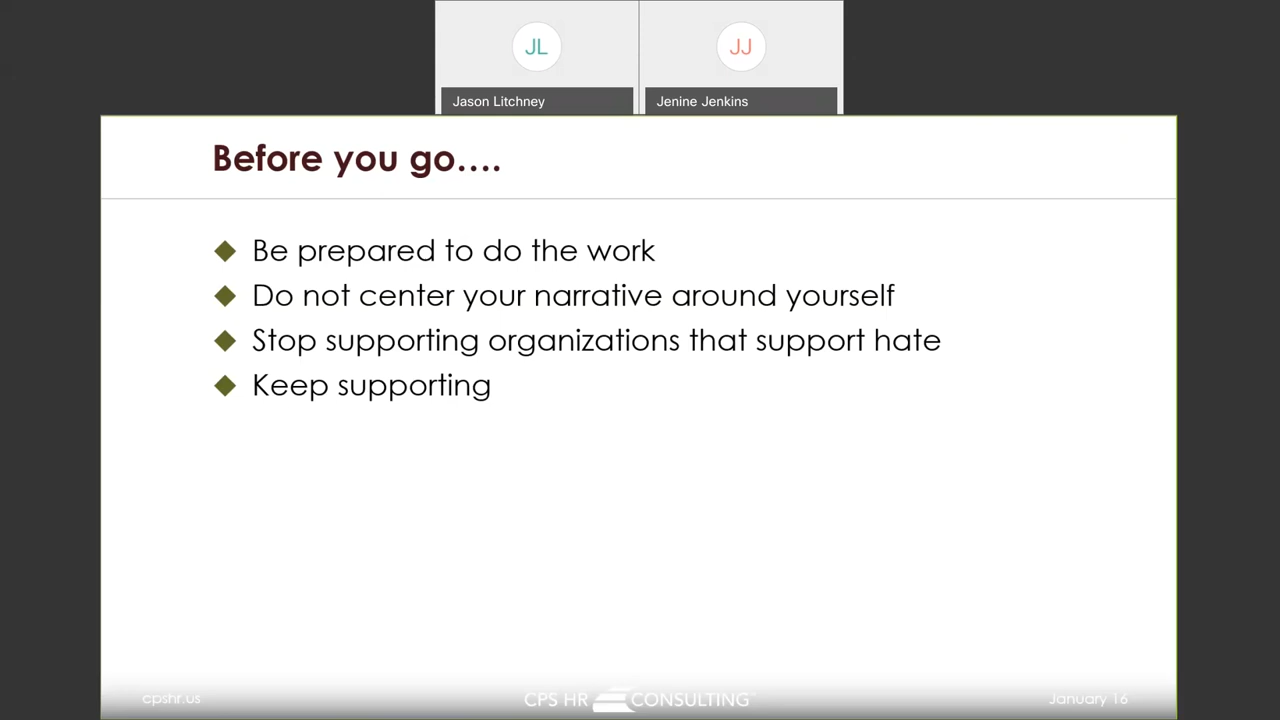 JL
JJ
Jason Litchney
Jenine Jenkins
Before you go….
Be prepared to do the work
Do not center your narrative around yourself
Stop supporting organizations that support hate
Keep supporting
cpshr.us
CPS HR CONSULTING
January 16